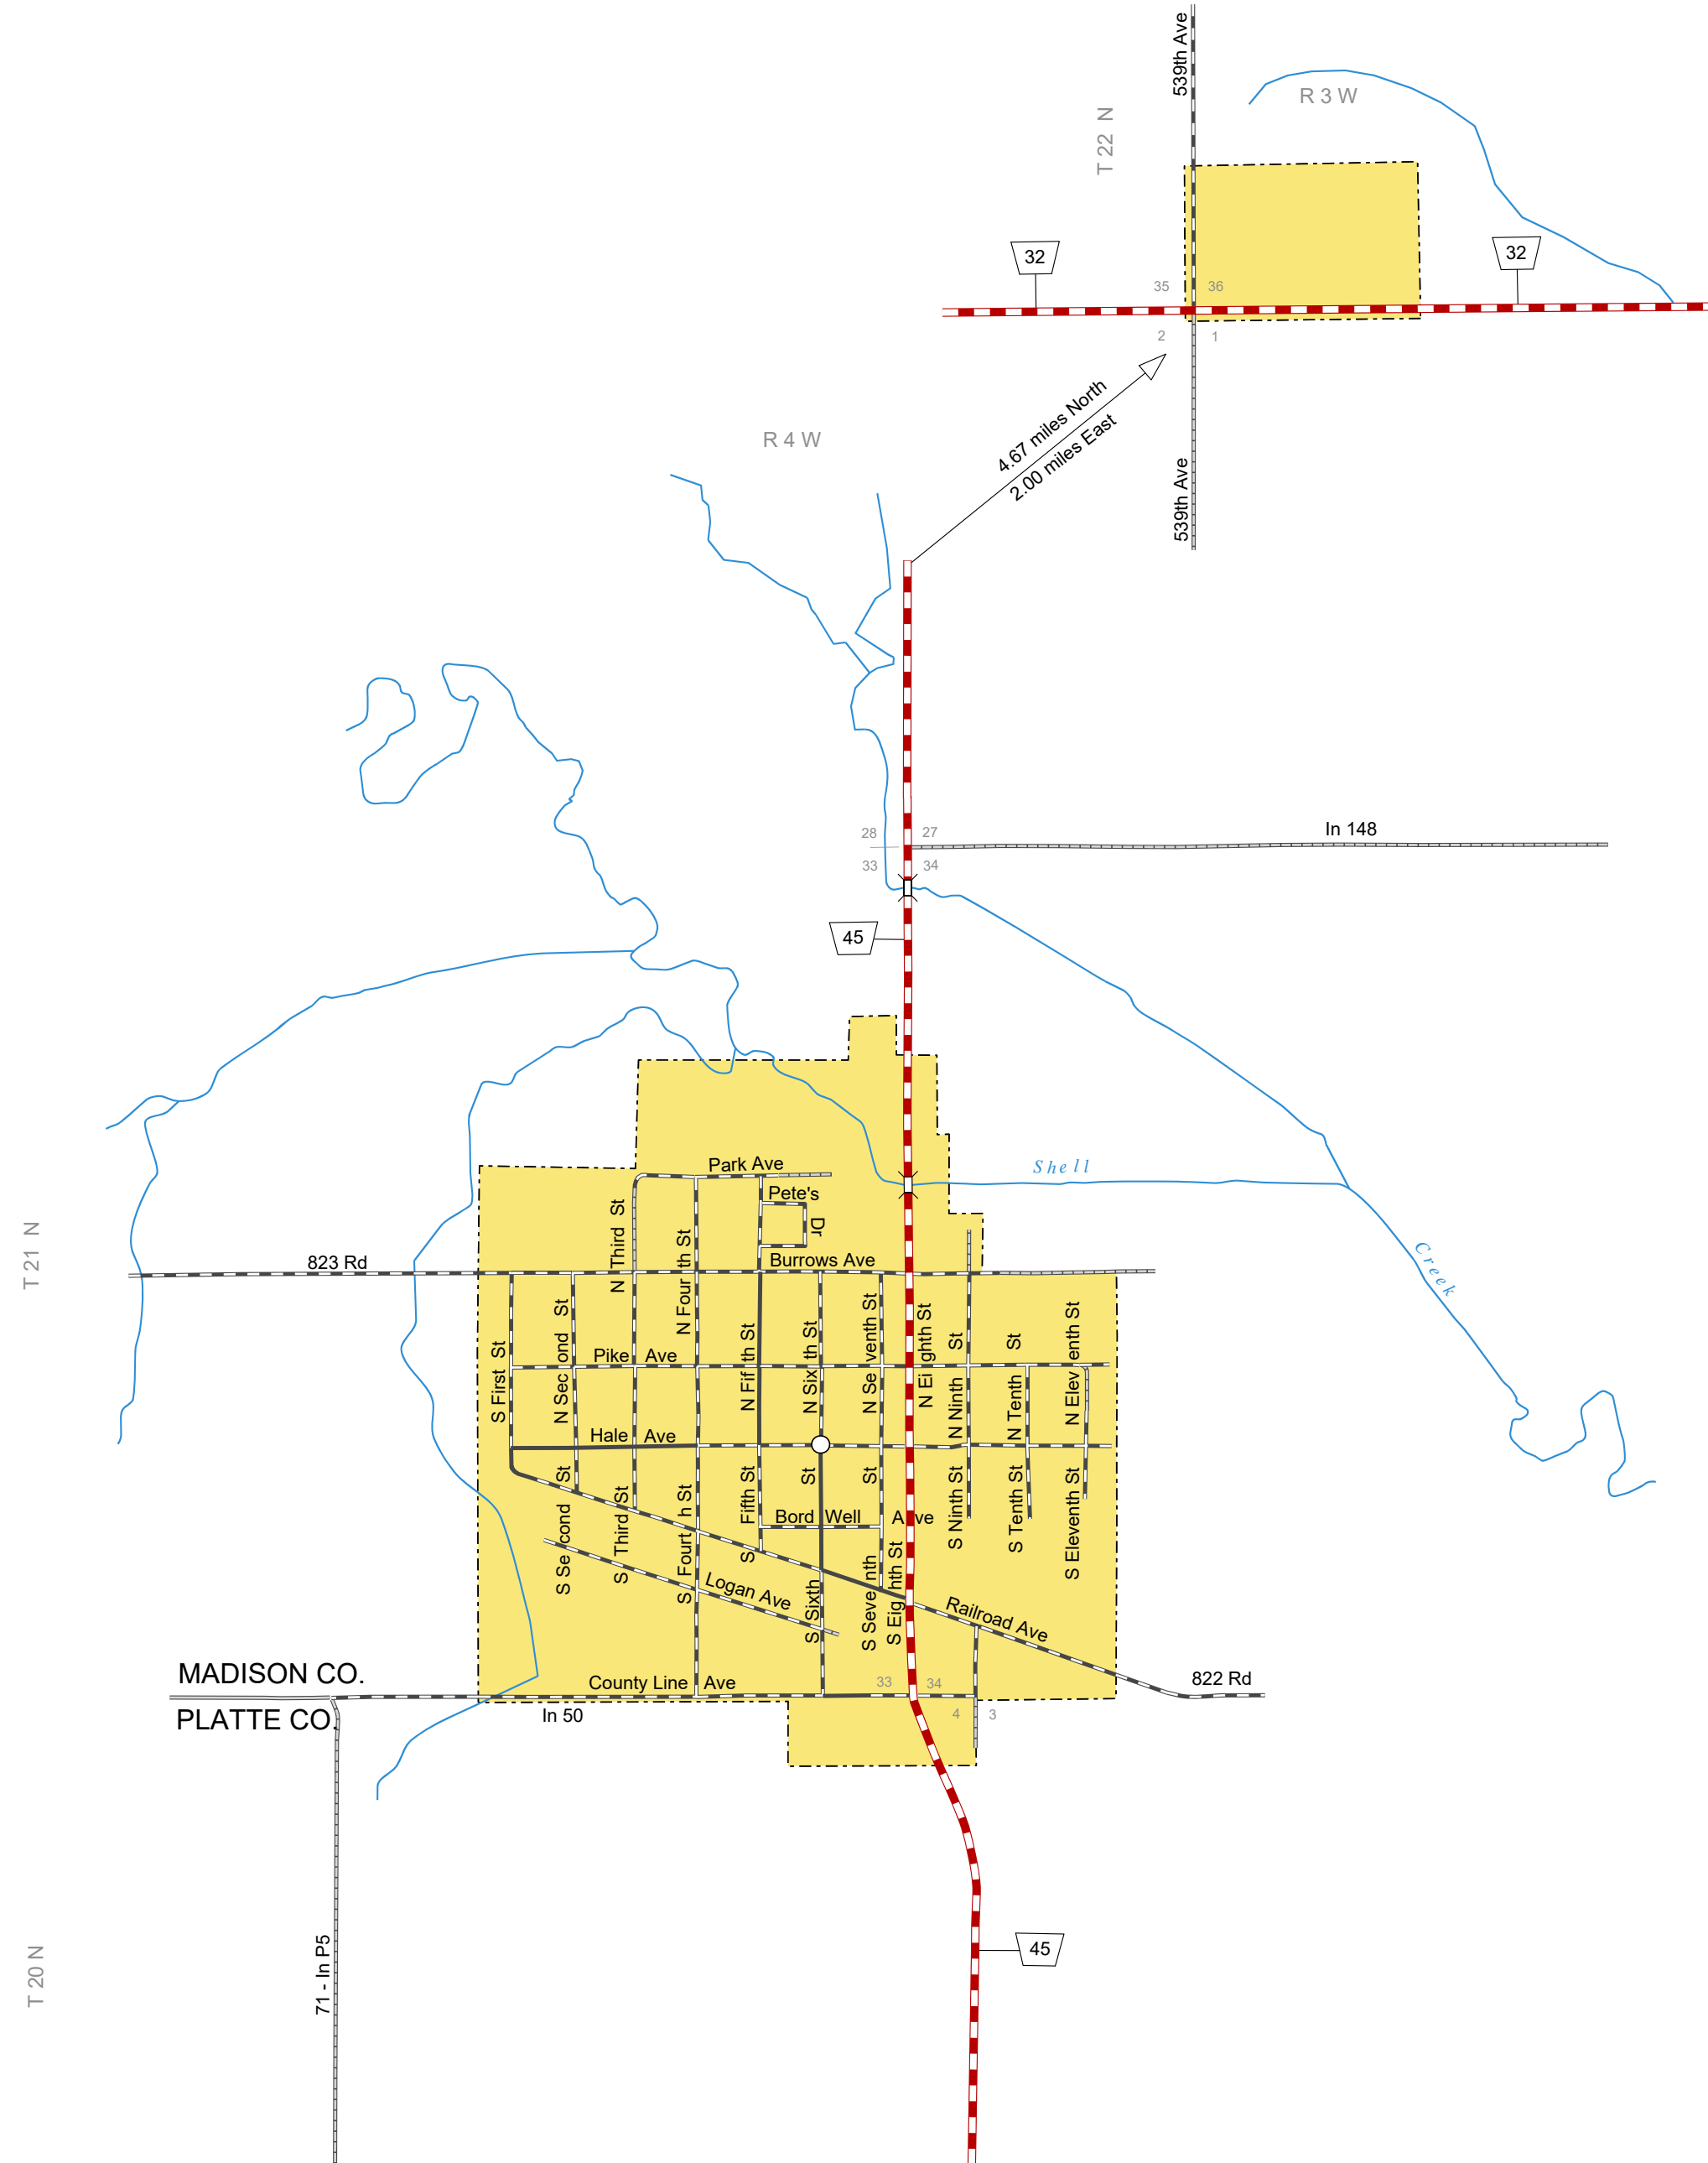 539th Ave
R 3 W
T 22 N
32
32
35
36
2
1
4.67 miles North
2.00 miles East
539th Ave
R 4 W
28
27
In 148
33
34
45
Shell
Creek
T 21 N
Park Ave
Pete's
Dr
N Third St
N Fourth St
823 Rd
Burrows Ave
S First St
N Second St
N Fifth St
N Sixth St
N Seventh St
N Eighth St
N Ninth St
N Tenth St
N Eleventh St
Pike Ave
Hale Ave
S Second St
S Third St
S Fourth St
S Fifth St
S Sixth St
S Seventh St
S Eighth St
S Ninth St
S Tenth St
S Eleventh St
Bord Well Ave
Logan Ave
Railroad Ave
MADISON CO.
County Line Ave
33
34
822 Rd
PLATTE CO.
In 50
4
3
71 - In P5
45
T 20 N